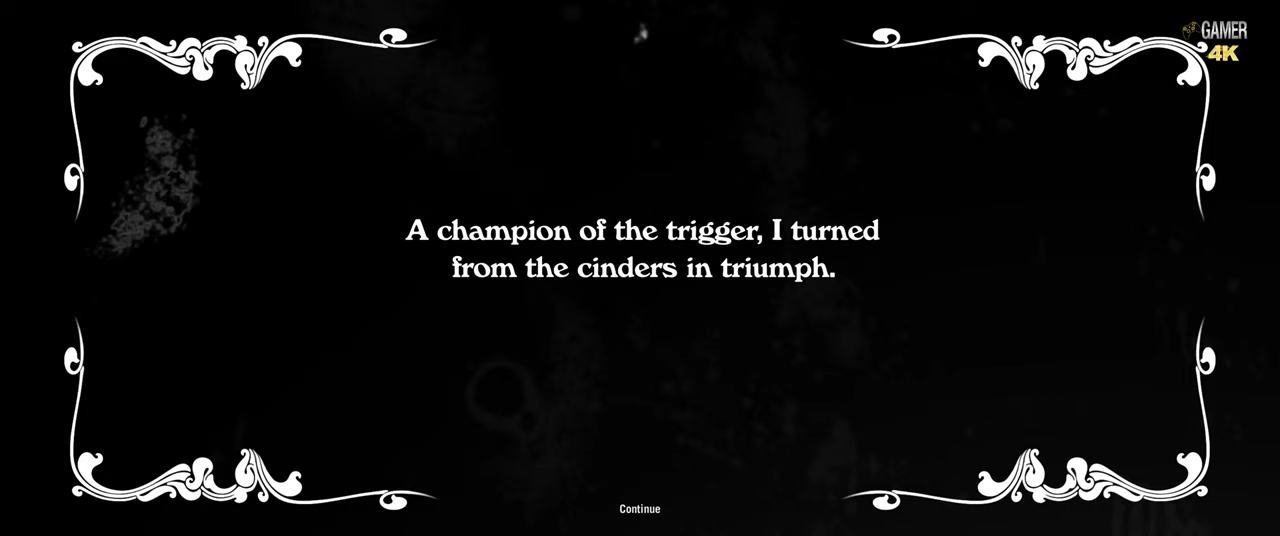 GAMER
4K
A champion of the trigger, I turned
from the cinders in triumph.
Continue